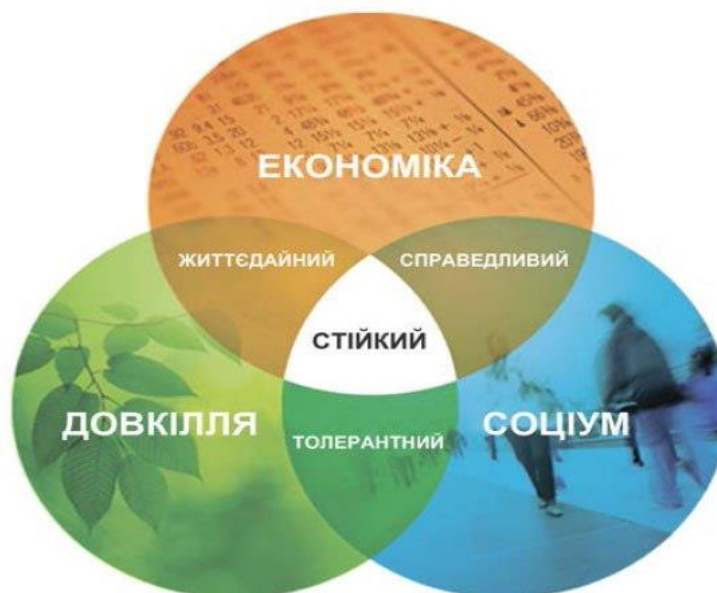 ЕКОНОМІКА
ЖИТТЄДАЙНИЙ
СПРАВЕДЛИВИЙ
СТІЙКИЙ
ДОВКІЛЛЯ
СОЦІУМ
ТОЛЕРАНТНИЙ